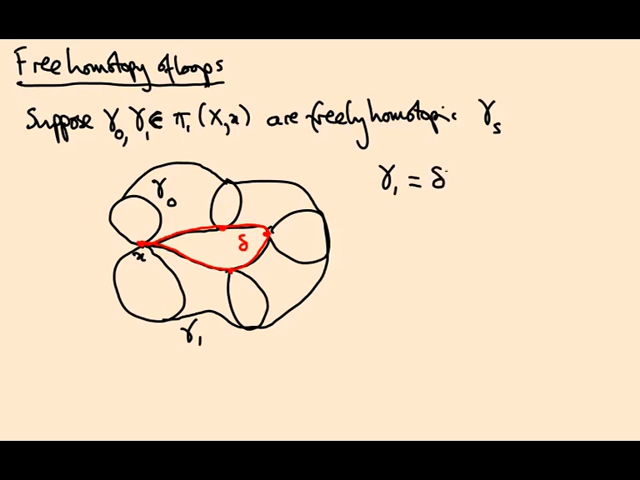 Free homotopy of loops
Suppose γ₀, γ₁ ∈ π₁(X,x) are freely homotopic γₛ
γ₁ = δ
γ₀
δ
x
γ₁